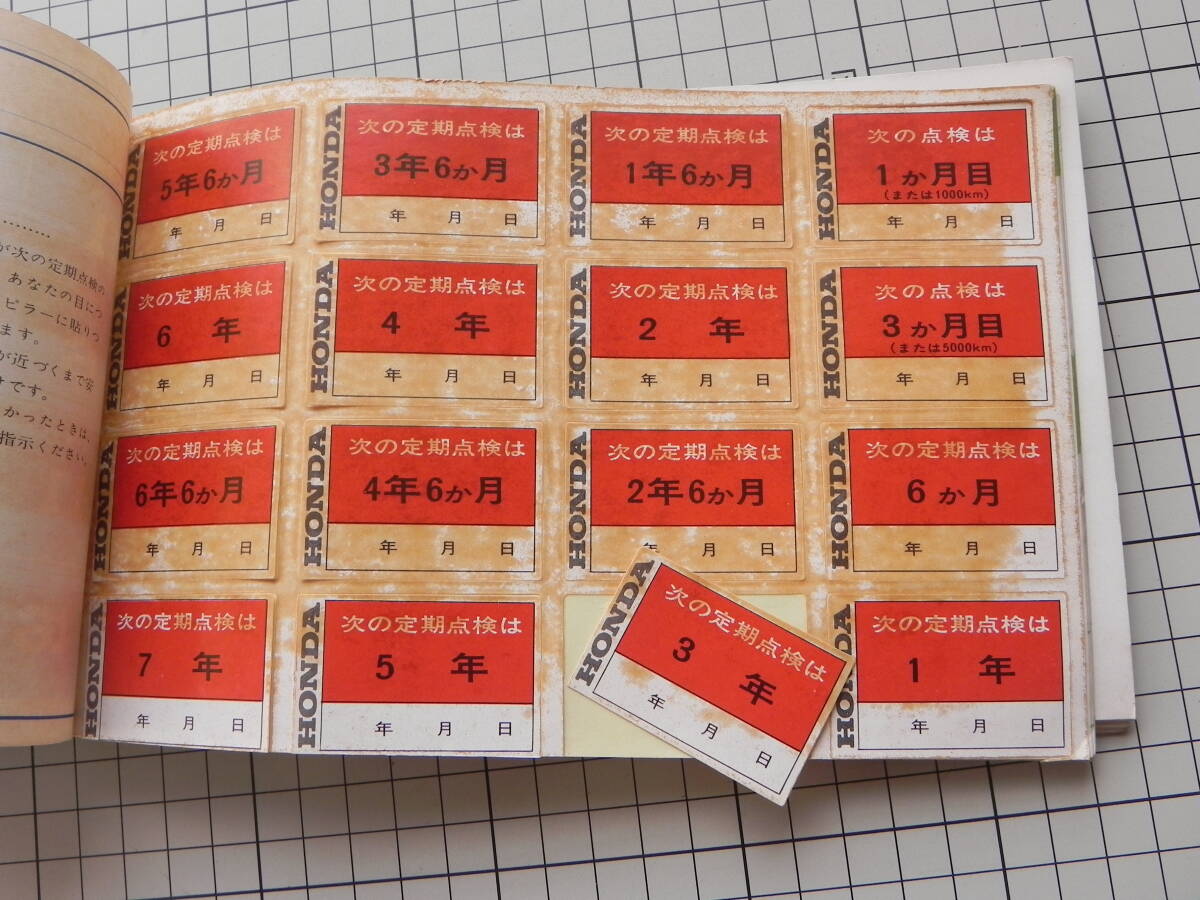 が次の定期点検の
あなたの目につ
ピラーに貼りつ
ます。
が近づくまで安
けです。
かったときは、
指示ください。
HONDA
次の定期点検は
5年6か月
年 月 日
HONDA
次の定期点検は
3年6か月
年 月 日
HONDA
次の定期点検は
1年6か月
年 月 日
HONDA
次の点検は
1か月目
(または1000km)
年 月 日
HONDA
次の定期点検は
6 年
年 月 日
HONDA
次の定期点検は
4 年
年 月 日
HONDA
次の定期点検は
2 年
年 月 日
HONDA
次の点検は
3か月目
(または5000km)
年 月 日
HONDA
次の定期点検は
6年6か月
年 月 日
HONDA
次の定期点検は
4年6か月
年 月 日
HONDA
次の定期点検は
2年6か月
年 月 日
HONDA
次の定期点検は
6か月
年 月 日
HONDA
次の定期点検は
7 年
年 月 日
HONDA
次の定期点検は
5 年
年 月 日
HONDA
次の定期点検は
3 年
年 月 日
HONDA
次の定期点検は
1 年
年 月 日